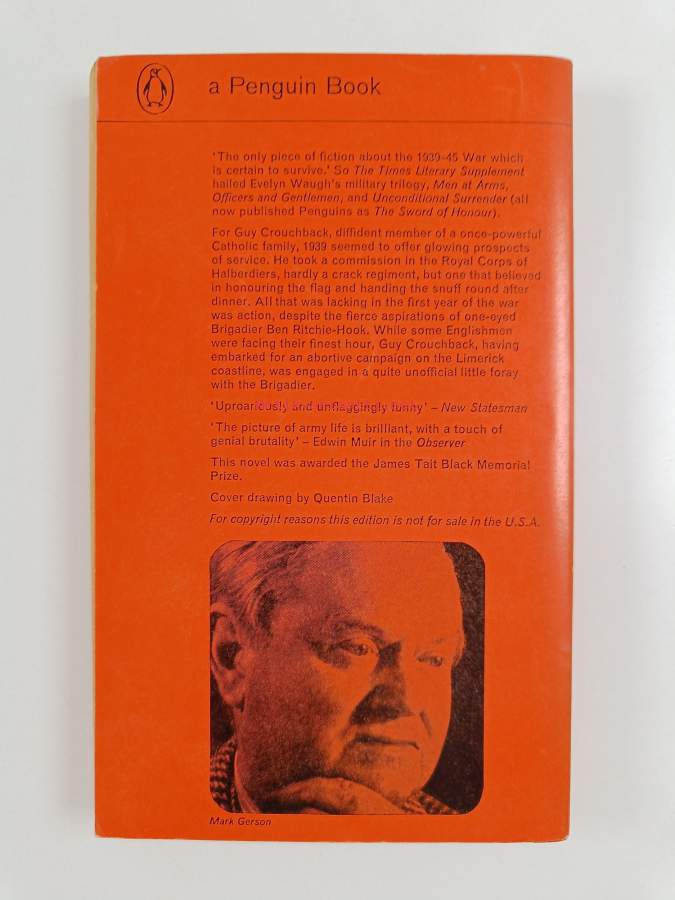 a Penguin Book
'The only piece of fiction about the 1939-45 War which
is certain to survive.' So The Times Literary Supplement
hailed Evelyn Waugh's military trilogy, Men at Arms,
Officers and Gentlemen, and Unconditional Surrender (all
now published Penguins as The Sword of Honour).
For Guy Crouchback, diffident member of a once-powerful
Catholic family, 1939 seemed to offer glowing prospects
of service. He took a commission in the Royal Corps of
Halberdiers, hardly a crack regiment, but one that believed
in honouring the flag and handing the snuff round after
dinner. All that was lacking in the first year of the war
was action, despite the fierce aspirations of one-eyed
Brigadier Ben Ritchie-Hook. While some Englishmen
were facing their finest hour, Guy Crouchback, having
embarked for an abortive campaign on the Limerick
coastline, was engaged in a quite unofficial little foray
with the Brigadier.
'Uproariously and unflaggingly funny' – New Statesman
'The picture of army life is brilliant, with a touch of
genial brutality' – Edwin Muir in the Observer
This novel was awarded the James Tait Black Memorial
Prize.
Cover drawing by Quentin Blake
For copyright reasons this edition is not for sale in the U.S.A.
Mark Gerson